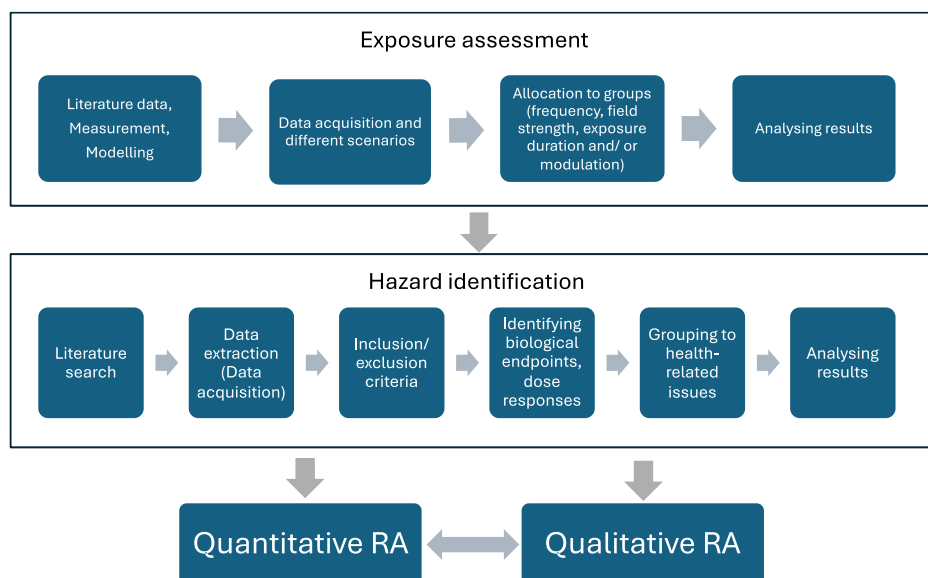 Exposure assessment
Literature data,
Measurement,
Modelling
Data acquisition and
different scenarios
Allocation to groups
(frequency, field
strength, exposure
duration and/ or
modulation)
Analysing results
Hazard identification
Literature
search
Data
extraction
(Data
acquisition)
Inclusion/
exclusion
criteria
Identifying
biological
endpoints,
dose
responses
Grouping to
health-
related
issues
Analysing
results
Quantitative RA
Qualitative RA